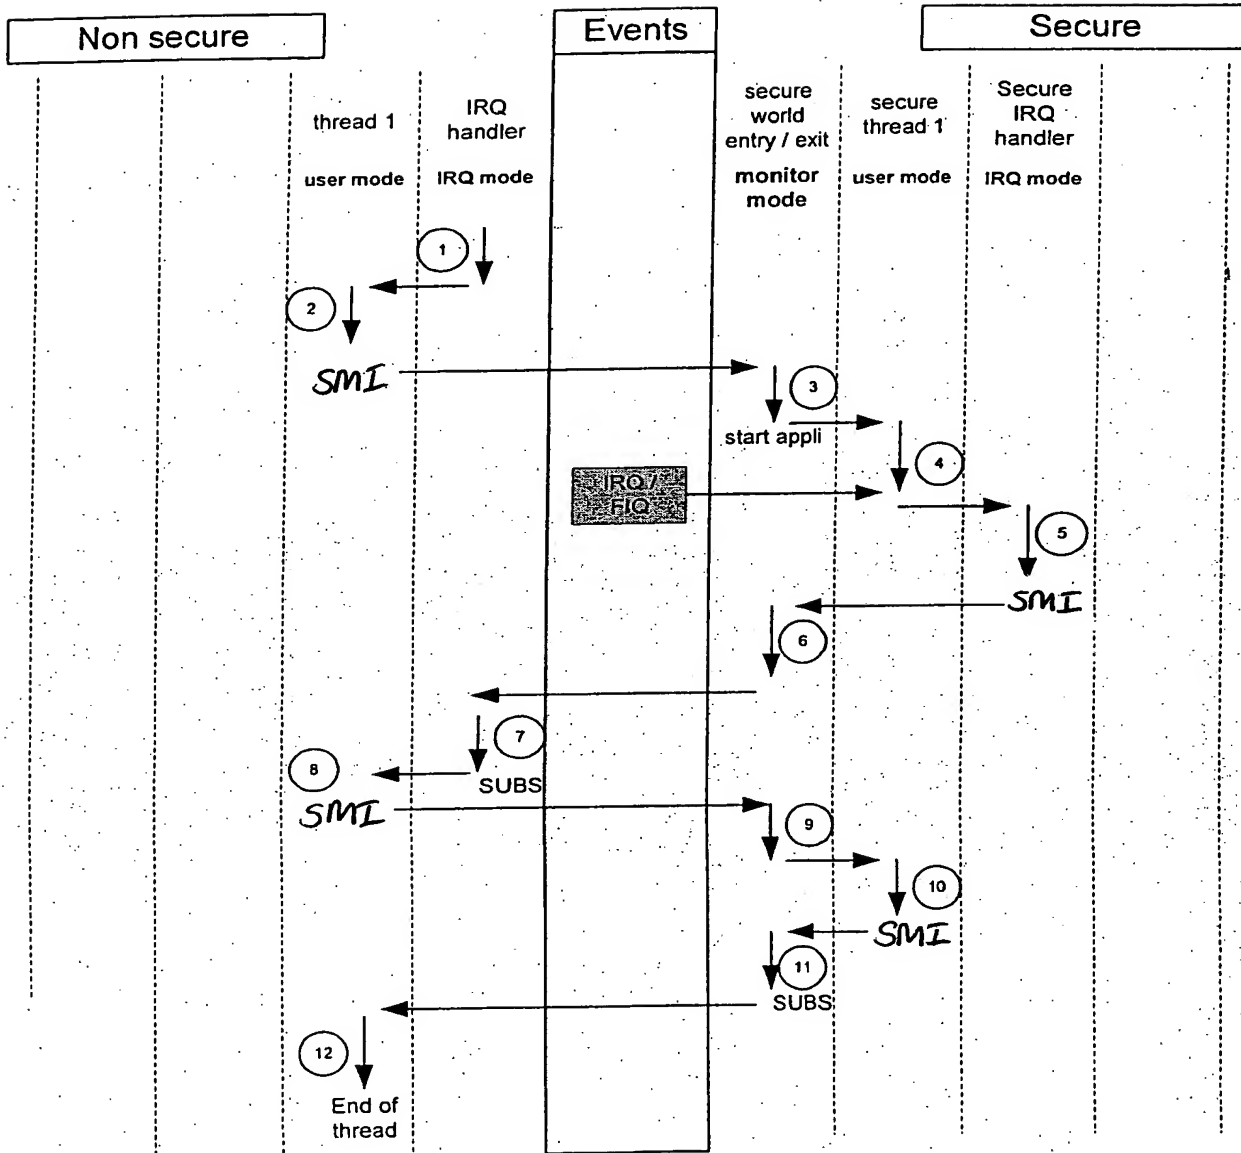 Non secure
Events
Secure
thread 1
user mode
IRQ
handler
IRQ mode
secure
world
entry / exit
monitor
mode
secure
thread 1
user mode
Secure
IRQ
handler
IRQ mode
1
2
SMI
3
start appli
4
IRQ /
FIQ
5
SMI
6
7
8
SUBS
SMI
9
10
SMI
11
SUBS
12
End of
thread